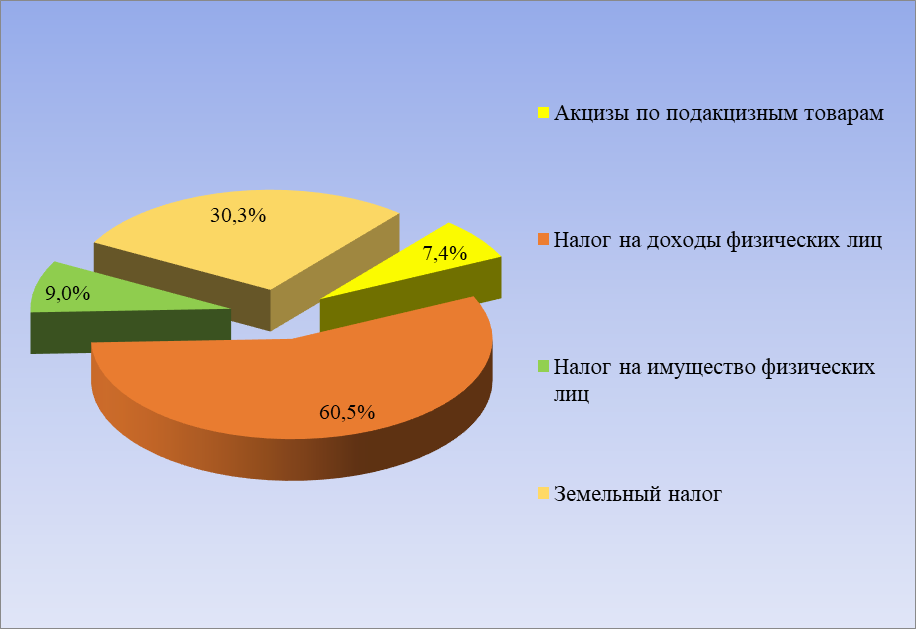 Акцизы по подакцизным товарам
30,3%
Налог на доходы физических лиц
7,4%
9,0%
Налог на имущество физических
лиц
60,5%
Земельный налог